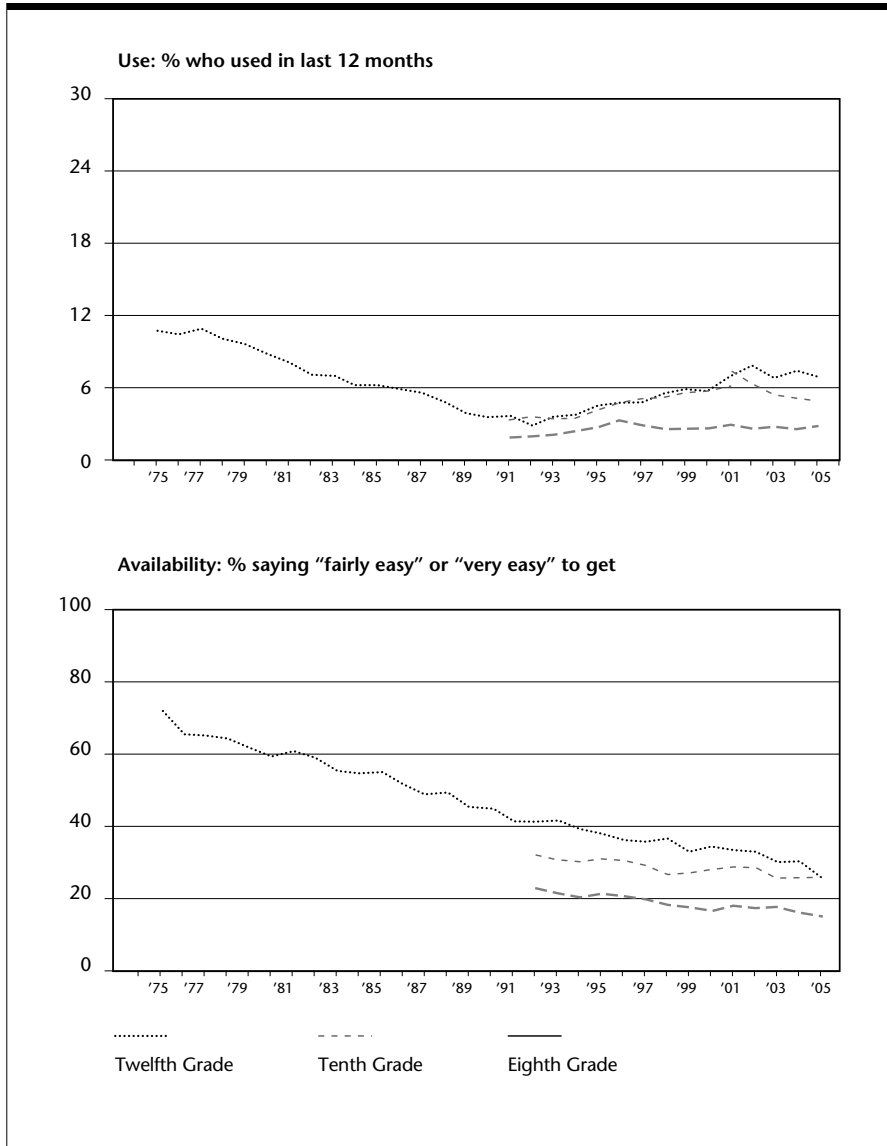 Use: % who used in last 12 months
30
24
18
12
6
0
’75 ’77 ’79 ’81 ’83 ’85 ’87 ’89 ’91 ’93 ’95 ’97 ’99 ’01 ’03 ’05
Availability: % saying “fairly easy” or “very easy” to get
100
80
60
40
20
0
’75 ’77 ’79 ’81 ’83 ’85 ’87 ’89 ’91 ’93 ’95 ’97 ’99 ’01 ’03 ’05
Twelfth Grade Tenth Grade Eighth Grade